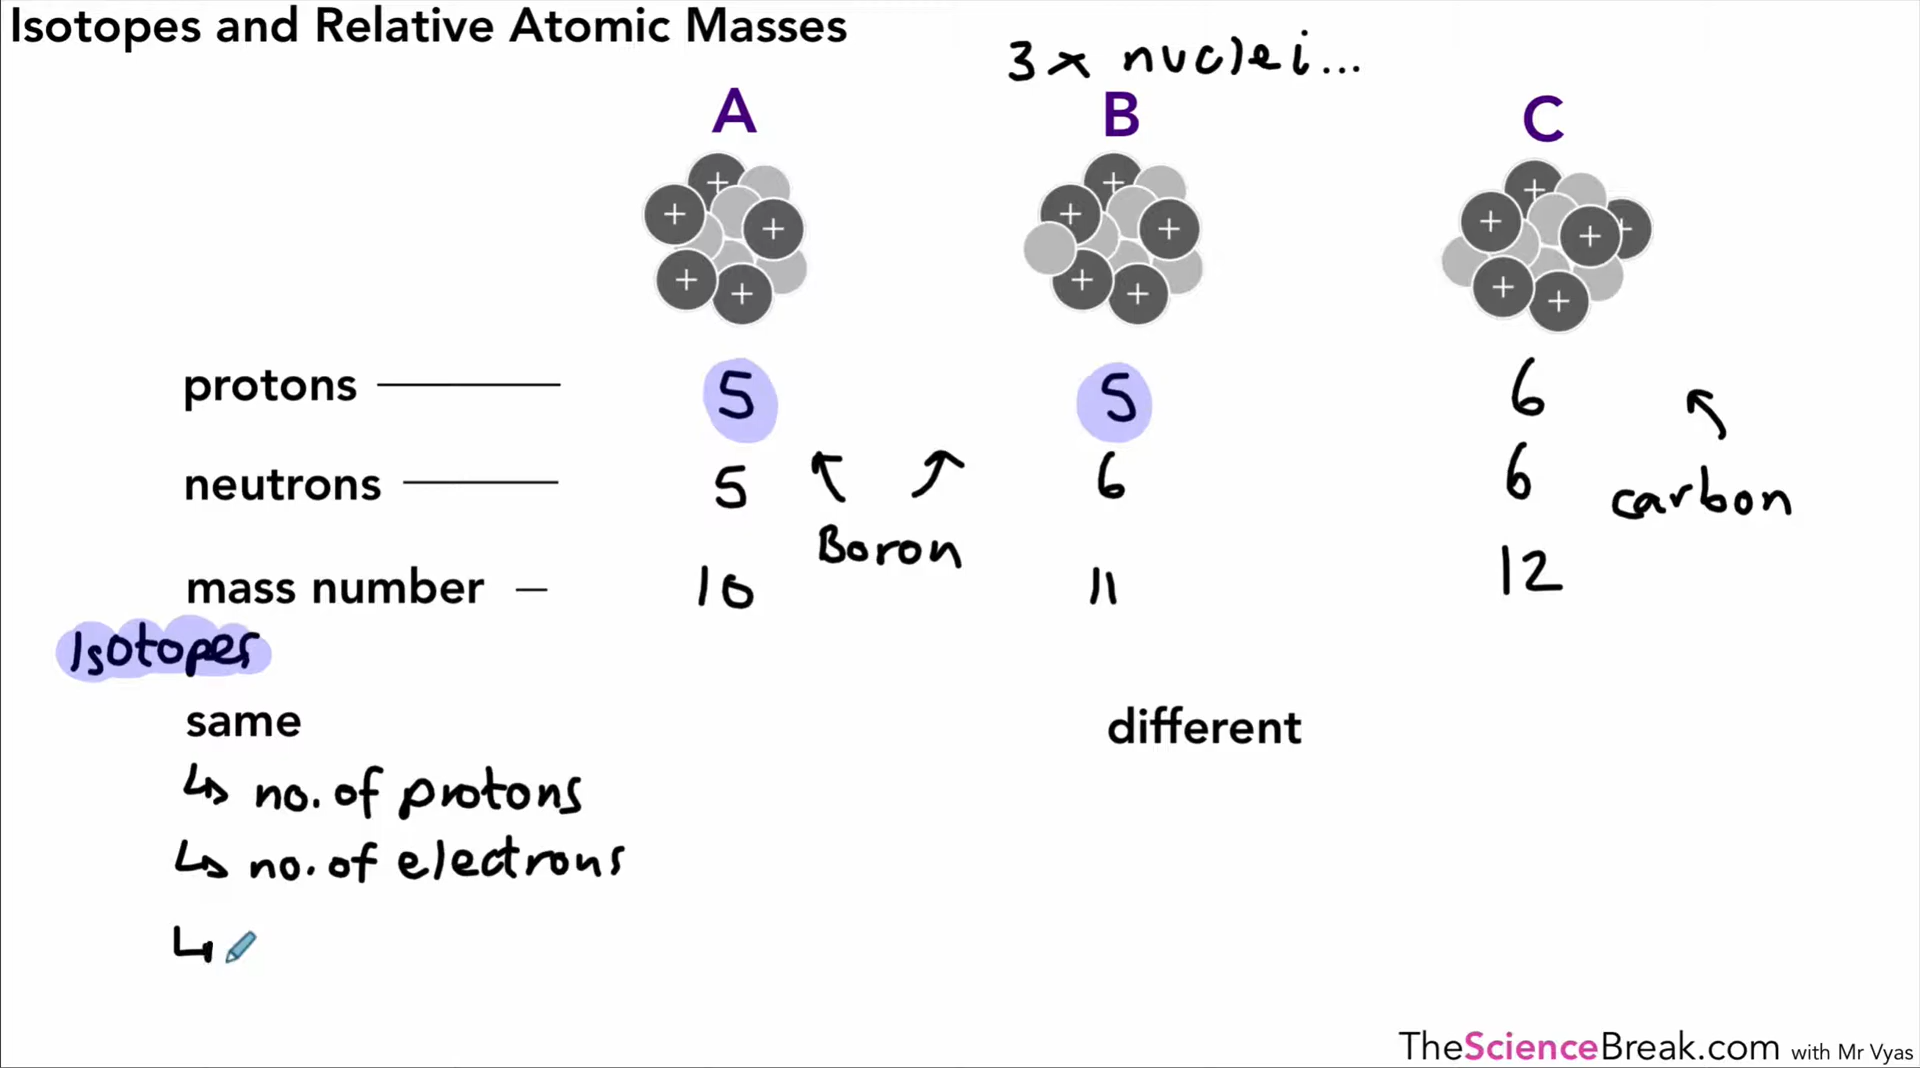 Isotopes and Relative Atomic Masses
3 x nuclei...
A B C
+ + + + + + + + + + + + + + + +
protons 5 5 6
neutrons 5 6 6 carbon
Boron
mass number 10 11 12
Isotopes
same different
↳ no. of protons
↳ no. of electrons
TheScienceBreak.com with Mr Vyas